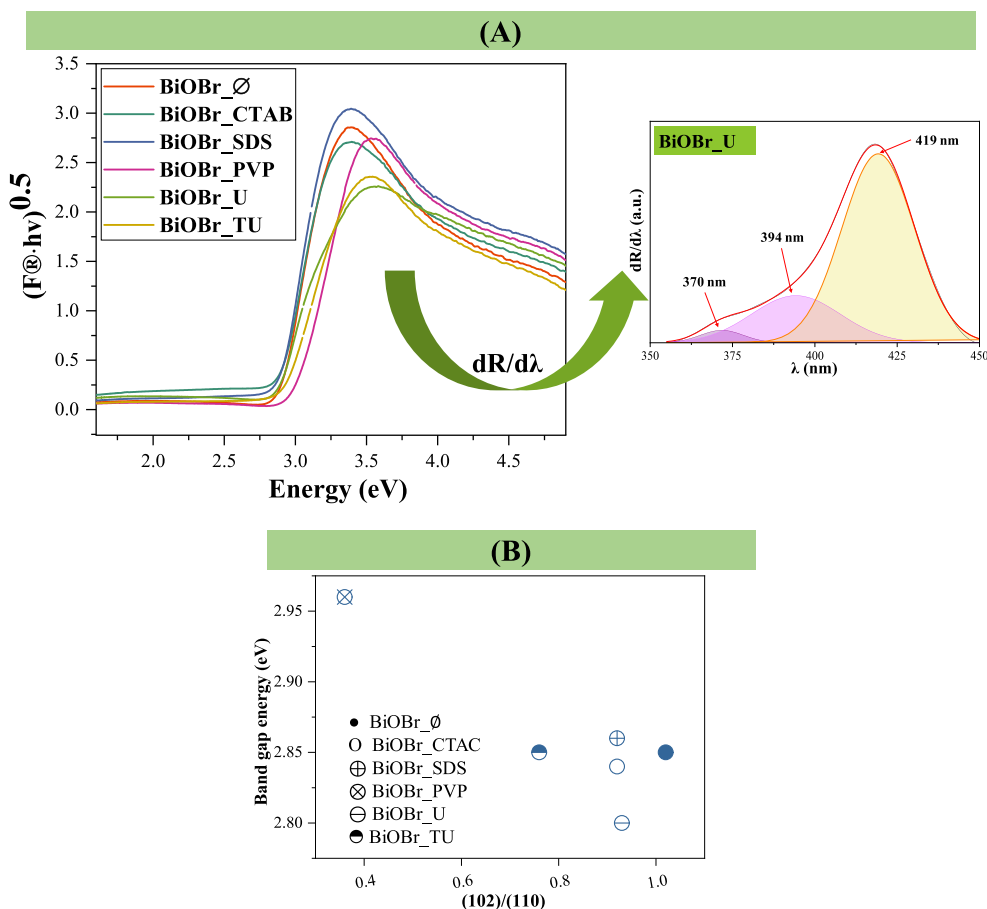 (A)
3.5
3.0
2.5
2.0
1.5
1.0
0.5
0.0
(F®·hν)0.5
BiOBr_∅
BiOBr_CTAB
BiOBr_SDS
BiOBr_PVP
BiOBr_U
BiOBr_TU
2.0 2.5 3.0 3.5 4.0 4.5
Energy (eV)
dR/dλ
BiOBr_U
419 nm
394 nm
370 nm
dR/dλ (a.u.)
350 375 400 425 450
λ (nm)
(B)
2.95
2.90
2.85
2.80
Band gap energy (eV)
BiOBr_∅
O BiOBr_CTAC
BiOBr_SDS
BiOBr_PVP
BiOBr_U
BiOBr_TU
0.4 0.6 0.8 1.0
(102)/(110)